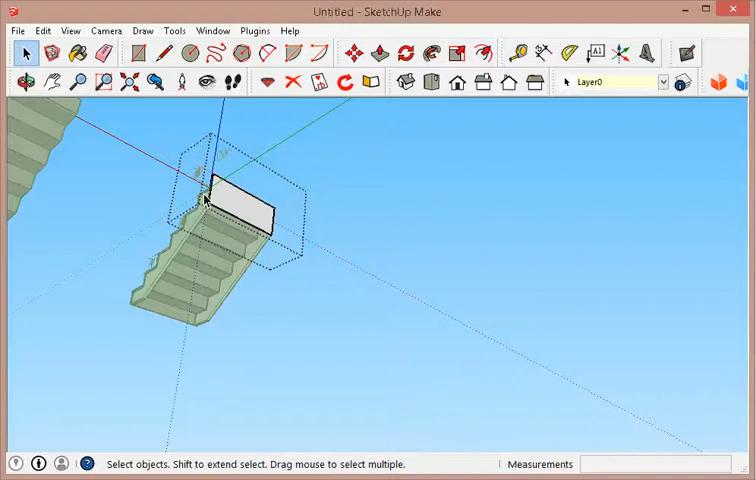 Untitled - SketchUp Make
File Edit View Camera Draw Tools Window Plugins Help
A1
Layer0
Select objects. Shift to extend select. Drag mouse to select multiple.
Measurements